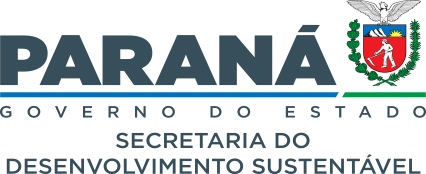 PARANÁ
GOVERNO DO ESTADO
SECRETARIA DO
DESENVOLVIMENTO SUSTENTÁVEL